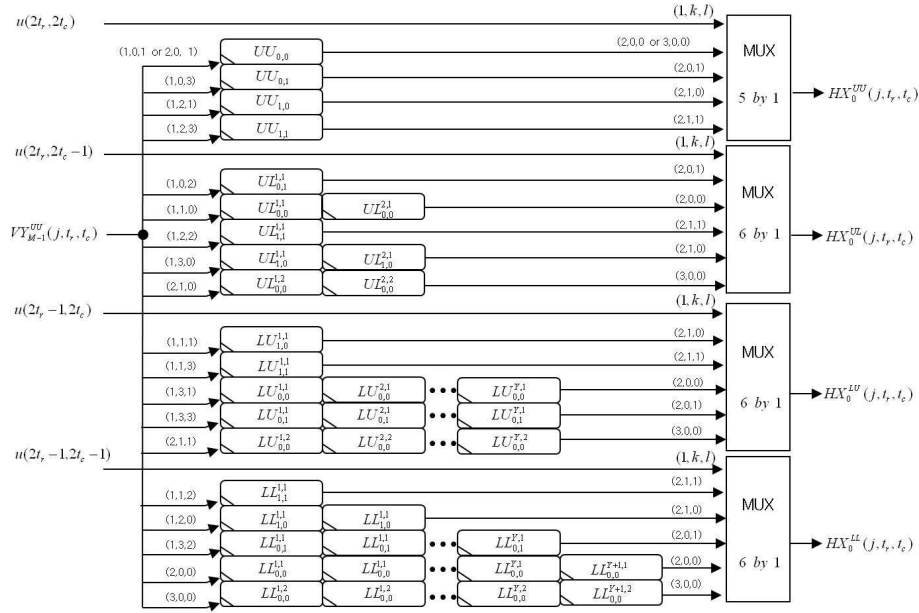 u(2t_r, 2t_c) (1, k, l)
(1,0,1 or 2,0, 1) UU_{0,0} (2,0,0 or 3,0,0)
(1,0,3) UU_{0,1} (2,0,1)
(1,2,1) UU_{1,0} (2,1,0)
(1,2,3) UU_{1,1} (2,1,1)
MUX
5 by 1
HX_0^{UU}(j, t_r, t_c)
u(2t_r, 2t_c −1) (1, k, l)
(1,0,2) UL_{0,1}^{1,1} (2,0,1)
(1,1,0) UL_{0,0}^{1,1} UL_{0,0}^{2,1} (2,0,0)
VY_{M−1}^{UU}(j, t_r, t_c)
(1,2,2) UL_{1,1}^{1,1} (2,1,1)
(1,3,0) UL_{1,0}^{1,1} UL_{1,0}^{2,1} (2,1,0)
(2,1,0) UL_{0,0}^{1,2} UL_{0,0}^{2,2} (3,0,0)
MUX
6 by 1
HX_0^{UL}(j, t_r, t_c)
u(2t_r −1, 2t_c) (1, k, l)
(1,1,1) LU_{1,0}^{1,1} (2,1,0)
(1,1,3) LU_{1,1}^{1,1} (2,1,1)
(1,3,1) LU_{0,0}^{1,1} LU_{0,0}^{2,1} ••• LU_{0,0}^{Y,1} (2,0,0)
(1,3,3) LU_{0,1}^{1,1} LU_{0,1}^{2,1} ••• LU_{0,1}^{Y,1} (2,0,1)
(2,1,1) LU_{0,0}^{1,2} LU_{0,0}^{2,2} ••• LU_{0,0}^{Y,2} (3,0,0)
MUX
6 by 1
HX_0^{LU}(j, t_r, t_c)
u(2t_r −1, 2t_c −1) (1, k, l)
(1,1,2) LL_{1,1}^{1,1} (2,1,1)
(1,2,0) LL_{1,0}^{1,1} LL_{1,0}^{1,1} (2,1,0)
(1,3,2) LL_{0,1}^{1,1} LL_{0,1}^{1,1} ••• LL_{0,1}^{Y,1} (2,0,1)
(2,0,0) LL_{0,0}^{1,1} LL_{0,0}^{1,1} ••• LL_{0,0}^{Y,1} LL_{0,0}^{Y+1,1} (2,0,0)
(3,0,0) LL_{0,0}^{1,2} LL_{0,0}^{1,2} ••• LL_{0,0}^{Y,2} LL_{0,0}^{Y+1,2} (3,0,0)
MUX
6 by 1
HX_0^{LL}(j, t_r, t_c)